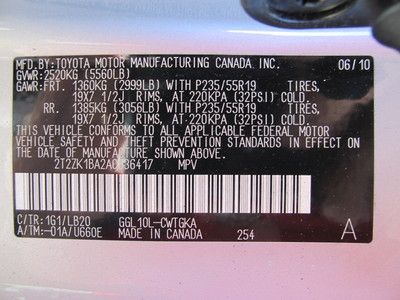 MFD.BY:TOYOTA MOTOR MANUFACTURING CANADA INC. 06/10
GVWR: 2520KG (5560LB)
GAWR:FRT. 1360KG (2999LB) WITH P235/55R19 TIRES,
19X 7-1/2J RIMS, AT 220KPA (32PSI) COLD.
RR. 1385KG (3056LB) WITH P235/55R19 TIRES,
19X 7-1/2J RIMS, AT 220KPA (32PSI) COLD.
THIS VEHICLE CONFORMS TO ALL APPLICABLE FEDERAL MOTOR
VEHICLE SAFETY AND THEFT PREVENTION STANDARDS IN EFFECT
ON THE DATE OF MANUFACTURE SHOWN ABOVE.
MPV
C/TR: 1G1/LB20 GGL10L-CWTGKA
A/TM:-01A/U660E MADE IN CANADA 254 A